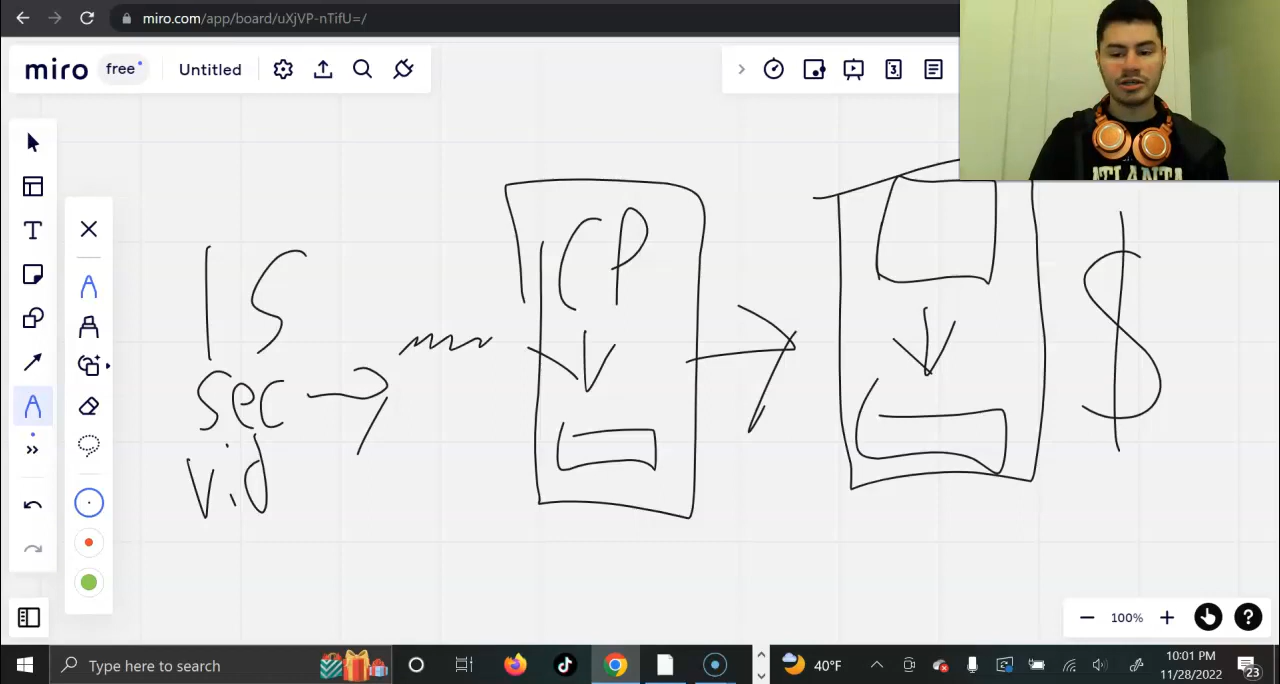 miro.com/app/board/uXjVP-nTifU=/
miro free Untitled
3
T
ATLANTA
15
sec
vid
CP
$
100%
?
Type here to search
40°F
10:01 PM
11/28/2022
23